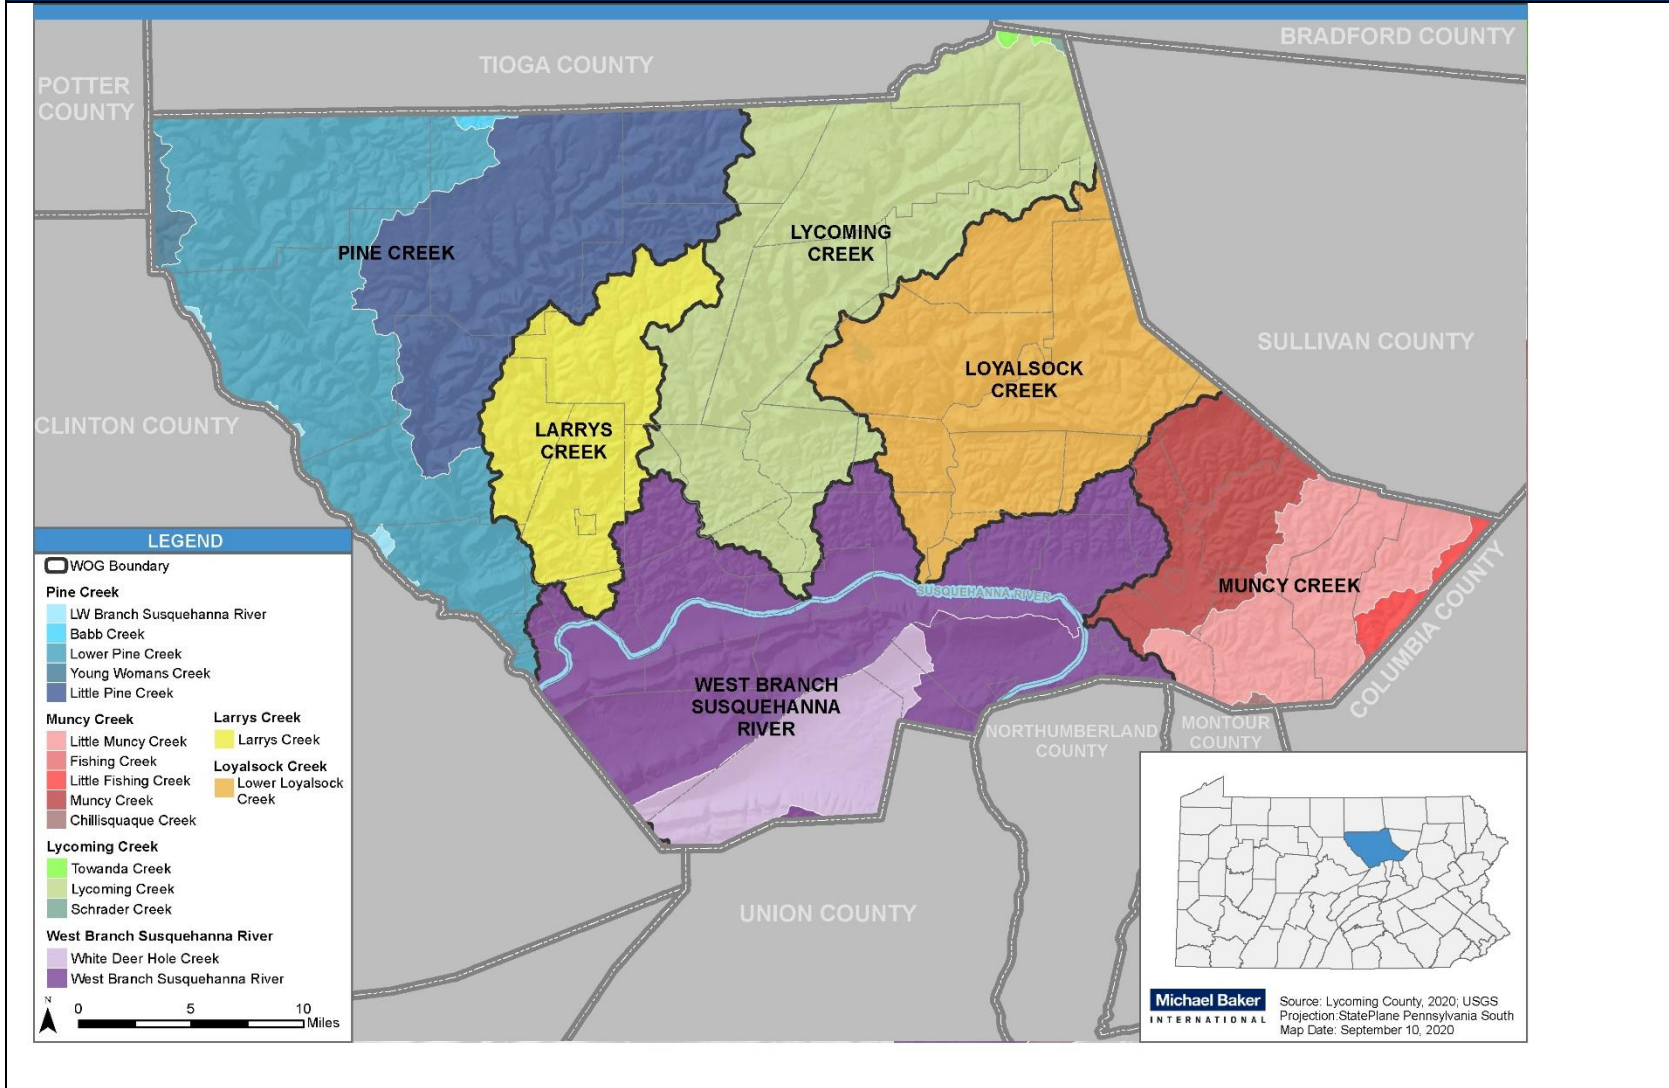 BRADFORD COUNTY
TIOGA COUNTY
POTTER
COUNTY
LYCOMING
CREEK
PINE CREEK
SULLIVAN COUNTY
LOYALSOCK
CREEK
CLINTON COUNTY
LARRYS
CREEK
MUNCY CREEK
SUSQUEHANNA RIVER
COLUMBIA COUNTY
WEST BRANCH
SUSQUEHANNA
RIVER
NORTHUMBERLAND
COUNTY
MONTOUR
COUNTY
UNION COUNTY
LEGEND
WOG Boundary
Pine Creek
LW Branch Susquehanna River
Babb Creek
Lower Pine Creek
Young Womans Creek
Little Pine Creek
Muncy Creek
Little Muncy Creek
Fishing Creek
Little Fishing Creek
Muncy Creek
Chillisquaque Creek
Larrys Creek
Larrys Creek
Loyalsock Creek
Lower Loyalsock
Creek
Lycoming Creek
Towanda Creek
Lycoming Creek
Schrader Creek
West Branch Susquehanna River
White Deer Hole Creek
West Branch Susquehanna River
N
0 5 10
Miles
Michael Baker
INTERNATIONAL
Source: Lycoming County, 2020; USGS
Projection:StatePlane Pennsylvania South
Map Date: September 10, 2020